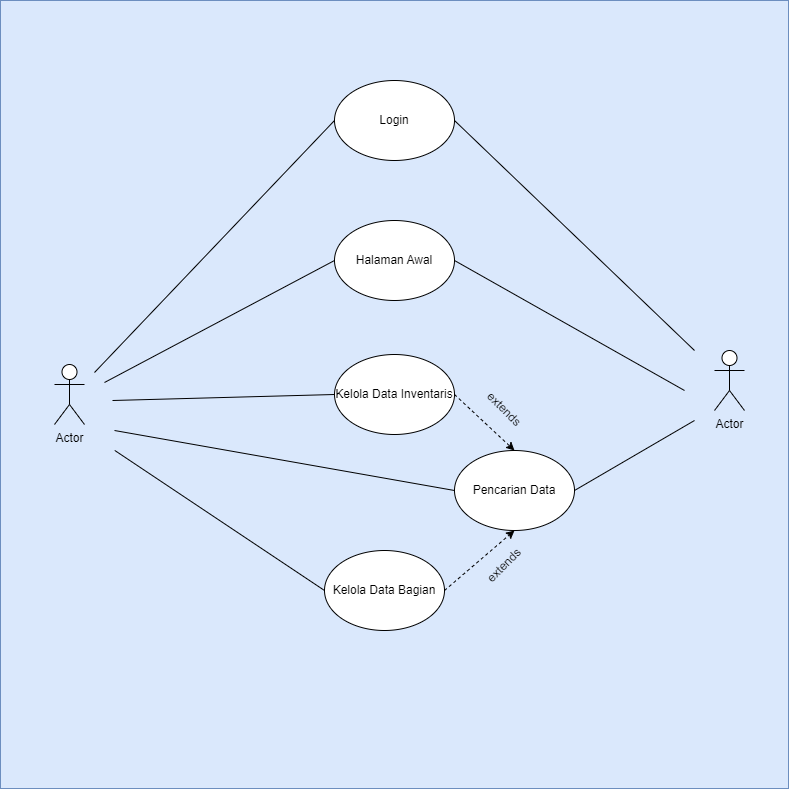 Login
Halaman Awal
Kelola Data Inventaris
extends
Actor
Actor
Pencarian Data
extends
Kelola Data Bagian